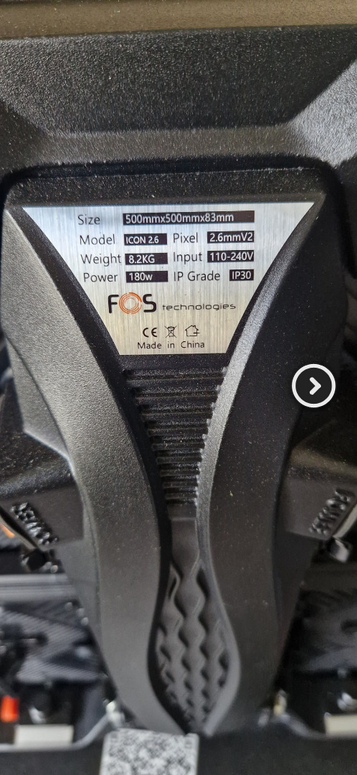 Size 500mmx500mmx83mm
Model ICON 2.6 Pixel 2.6mmV2
Weight 8.2KG Input 110-240V
Power 180w IP Grade IP30
FOS technologies
CE
Made in China